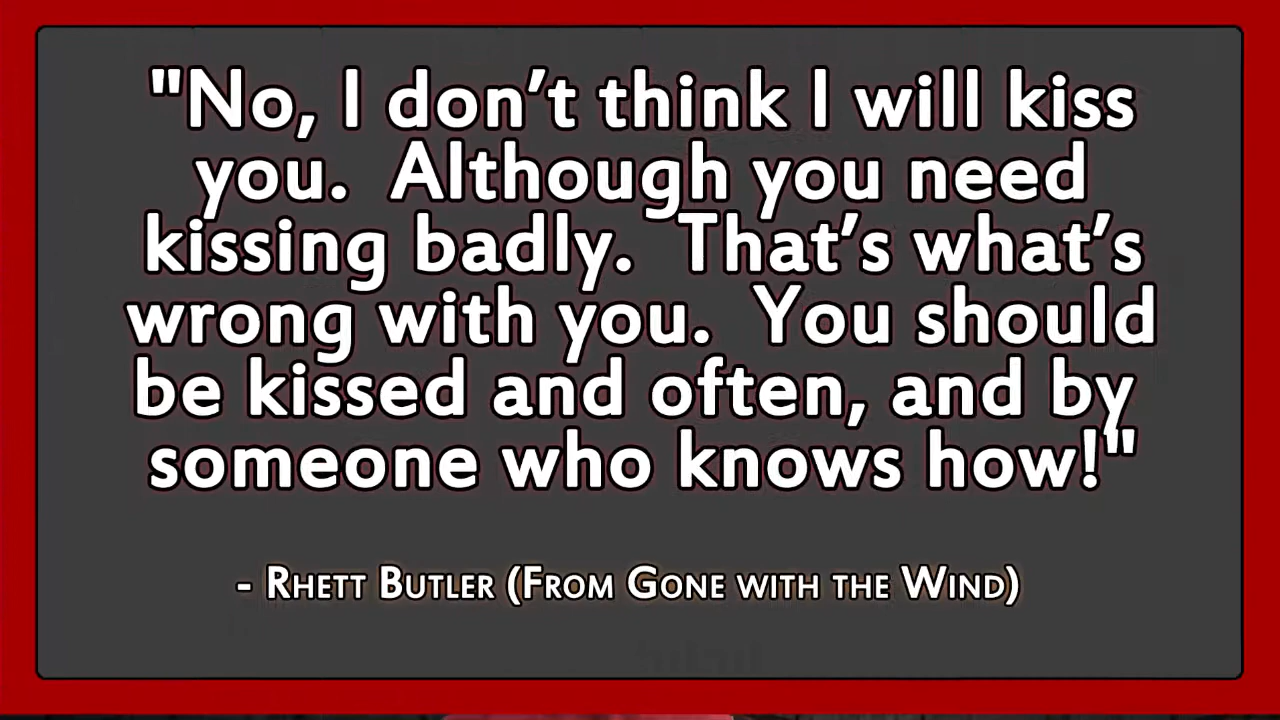 "No, I don’t think I will kiss
you.  Although you need
kissing badly.  That’s what’s
wrong with you.  You should
be kissed and often, and by
someone who knows how!"
- Rhett Butler (From Gone with the Wind)